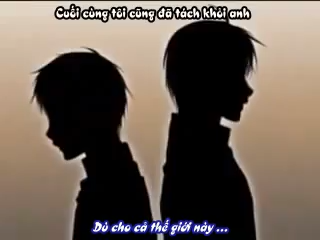 Cuối cùng tôi cũng đã tách khỏi anh
Dù cho cả thế giới này ...